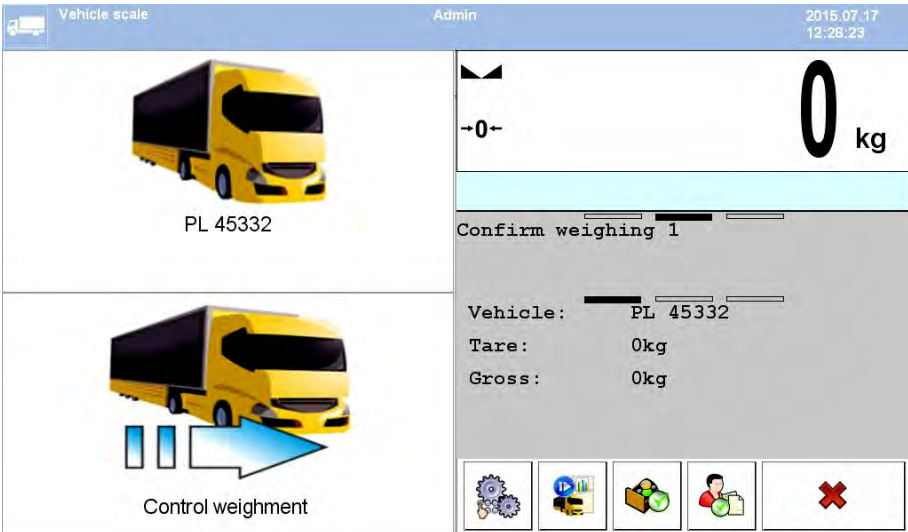 Vehicle scale
Admin
2015.07.17
12:28:23
PL 45332
Control weighment
→0←
0 kg
Confirm weighing 1
Vehicle: PL 45332
Tare: 0kg
Gross: 0kg